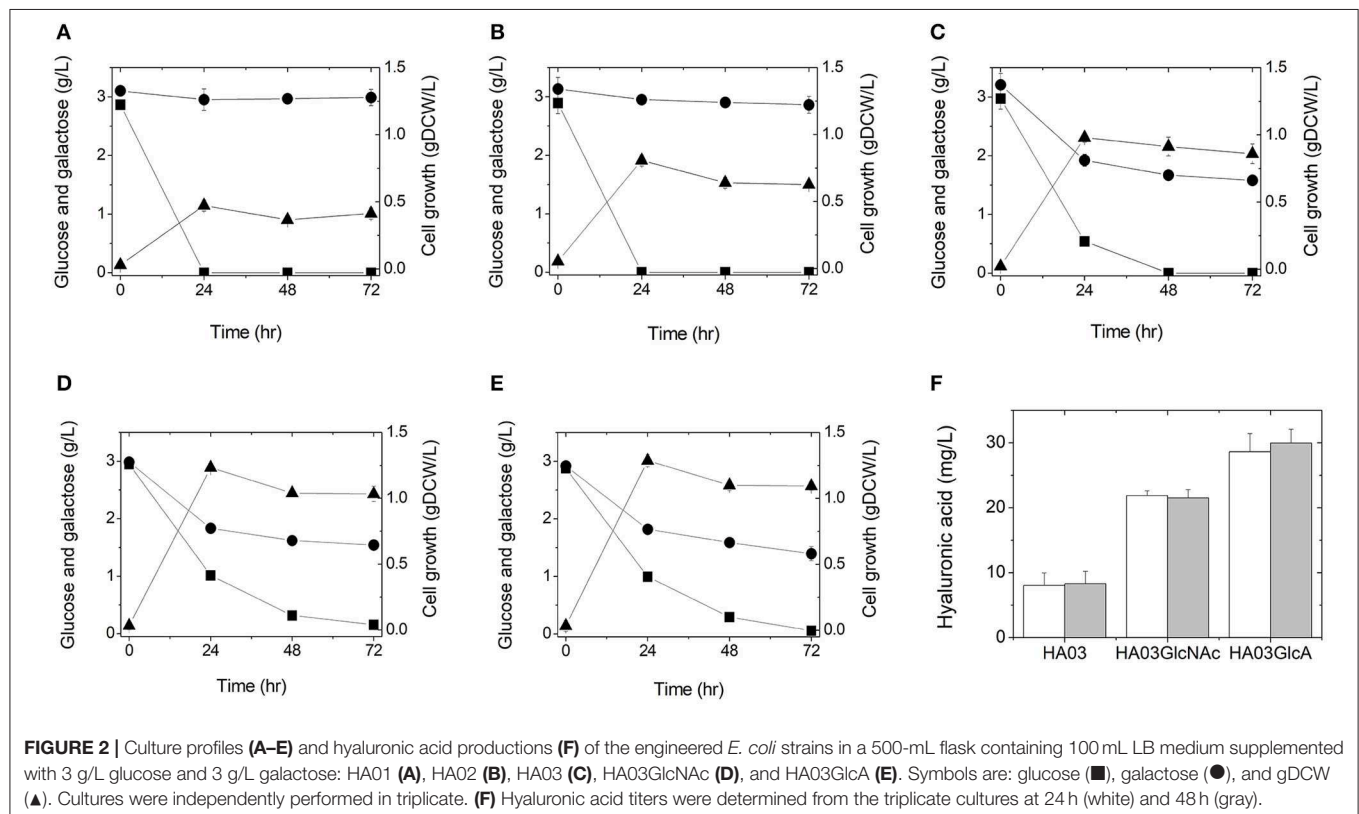 A
Glucose and galactose (g/L)
3
2
1
0
1.5
1.0
0.5
0.0
Cell growth (gDCW/L)
0 24 48 72
Time (hr)
B
Glucose and galactose (g/L)
3
2
1
0
1.5
1.0
0.5
0.0
Cell growth (gDCW/L)
0 24 48 72
Time (hr)
C
Glucose and galactose (g/L)
3
2
1
0
1.5
1.0
0.5
0.0
Cell growth (gDCW/L)
0 24 48 72
Time (hr)
D
Glucose and galactose (g/L)
3
2
1
0
1.5
1.0
0.5
0.0
Cell growth (gDCW/L)
0 24 48 72
Time (hr)
E
Glucose and galactose (g/L)
3
2
1
0
1.5
1.0
0.5
0.0
Cell growth (gDCW/L)
0 24 48 72
Time (hr)
F
Hyaluronic acid (mg/L)
30
20
10
0
HA03 HA03GlcNAc HA03GlcA
FIGURE 2 | Culture profiles (A–E) and hyaluronic acid productions (F) of the engineered E. coli strains in a 500-mL flask containing 100 mL LB medium supplemented
with 3 g/L glucose and 3 g/L galactose: HA01 (A), HA02 (B), HA03 (C), HA03GlcNAc (D), and HA03GlcA (E). Symbols are: glucose (■), galactose (●), and gDCW
(▲). Cultures were independently performed in triplicate. (F) Hyaluronic acid titers were determined from the triplicate cultures at 24 h (white) and 48 h (gray).